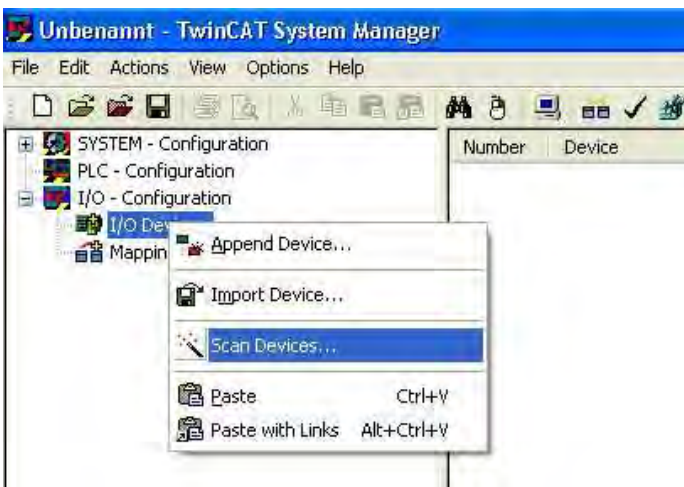 Unbenannt - TwinCAT System Manager
File Edit Actions View Options Help
SYSTEM - Configuration
PLC - Configuration
I/O - Configuration
I/O Dev
Mappin
Number Device
Append Device...
Import Device...
Scan Devices...
Paste Ctrl+V
Paste with Links Alt+Ctrl+V